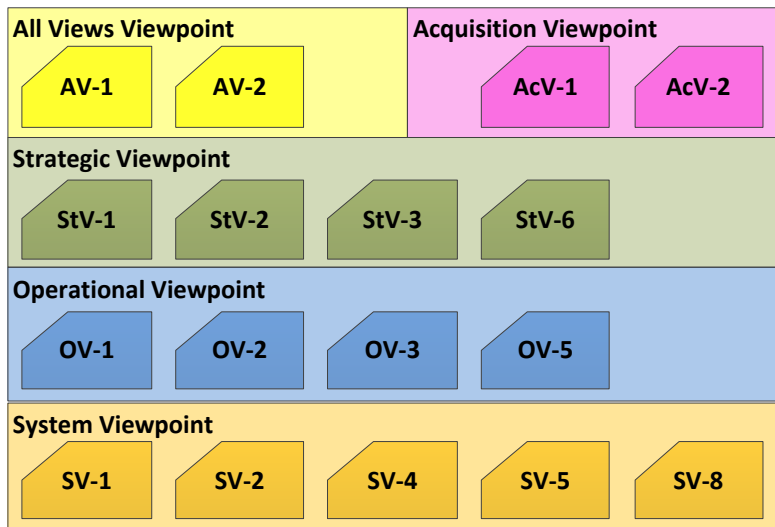 All Views Viewpoint
AV-1 AV-2
Acquisition Viewpoint
AcV-1 AcV-2
Strategic Viewpoint
StV-1 StV-2 StV-3 StV-6
Operational Viewpoint
OV-1 OV-2 OV-3 OV-5
System Viewpoint
SV-1 SV-2 SV-4 SV-5 SV-8